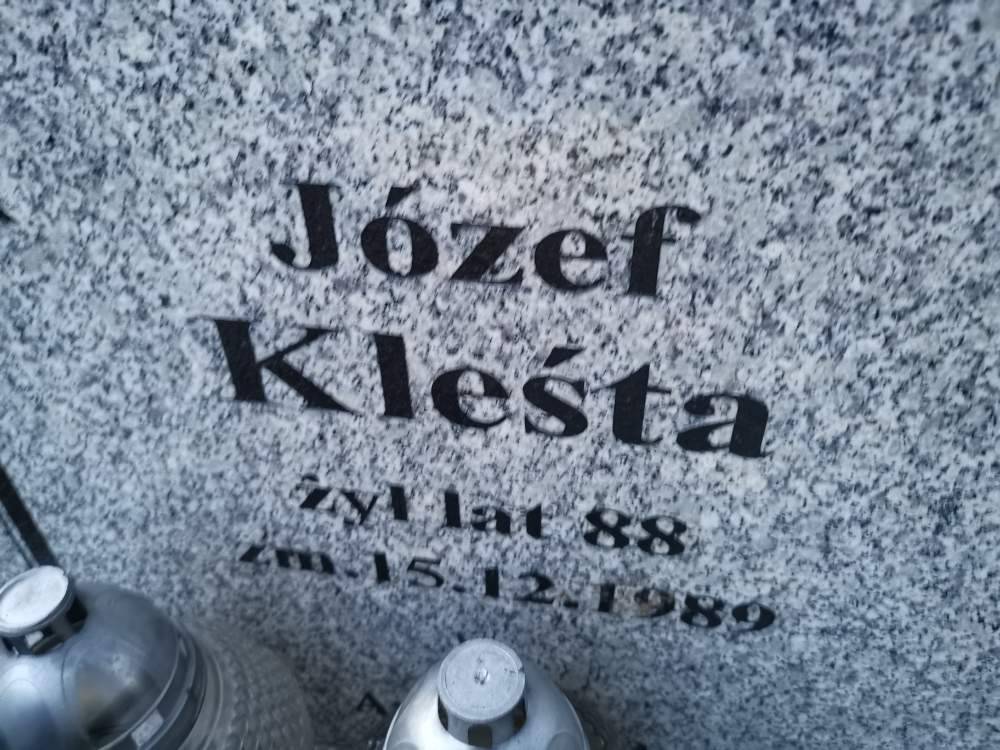 Józef
Kleśta
żył lat 88
zm.15.12.1989